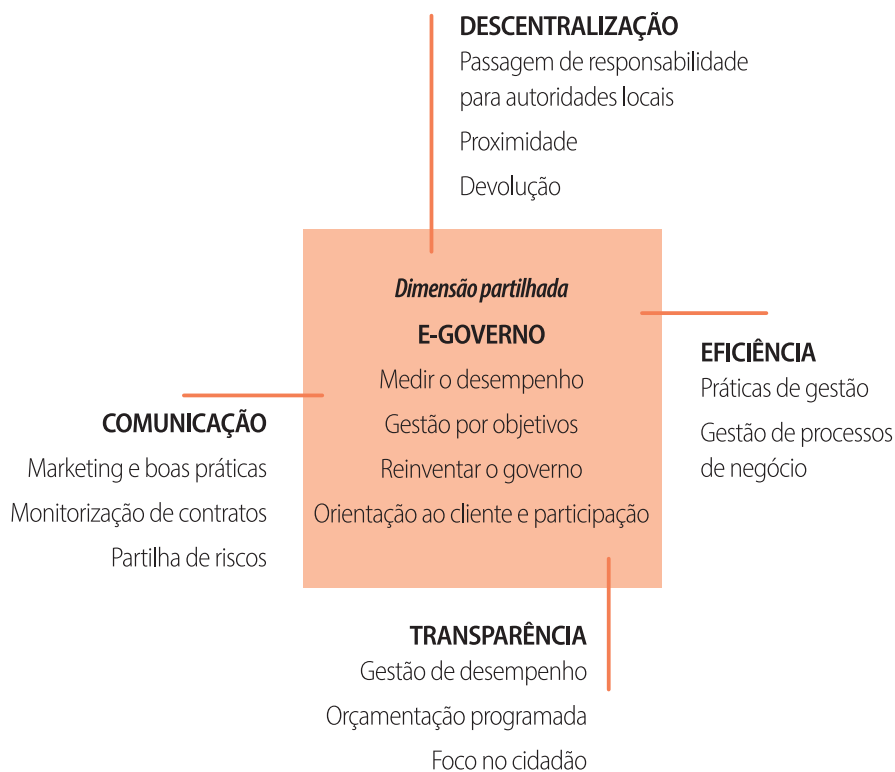 DESCENTRALIZAÇÃO
Passagem de responsabilidade
para autoridades locais
Proximidade
Devolução
Dimensão partilhada
E-GOVERNO
Medir o desempenho
Gestão por objetivos
Reinventar o governo
Orientação ao cliente e participação
EFICIÊNCIA
Práticas de gestão
Gestão de processos
de negócio
COMUNICAÇÃO
Marketing e boas práticas
Monitorização de contratos
Partilha de riscos
TRANSPARÊNCIA
Gestão de desempenho
Orçamentação programada
Foco no cidadão